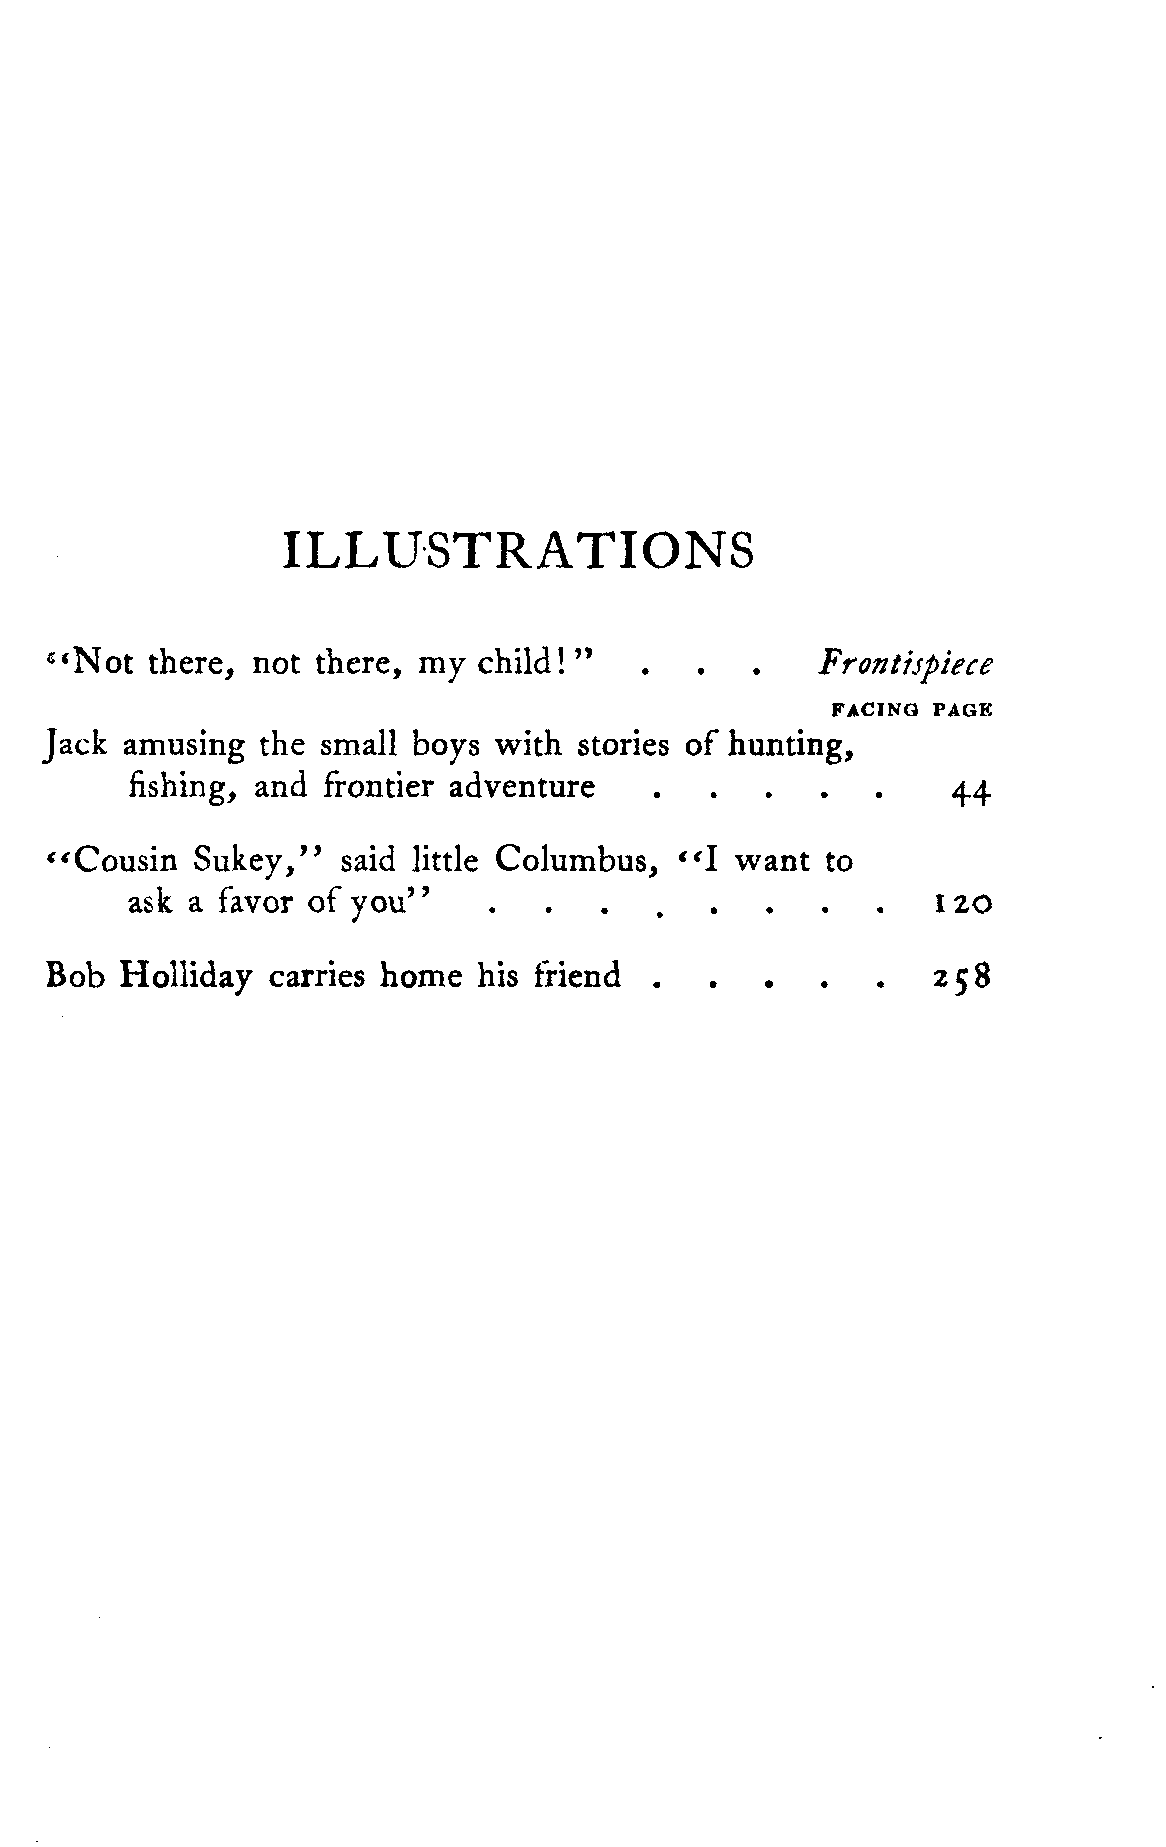 ILLUSTRATIONS
“Not there, not there, my child!” . . . Frontispiece
FACING PAGE
Jack amusing the small boys with stories of hunting,
fishing, and frontier adventure . . . . . 44
“Cousin Sukey,” said little Columbus, “I want to
ask a favor of you” . . . . . . . . 120
Bob Holliday carries home his friend . . . . . 258